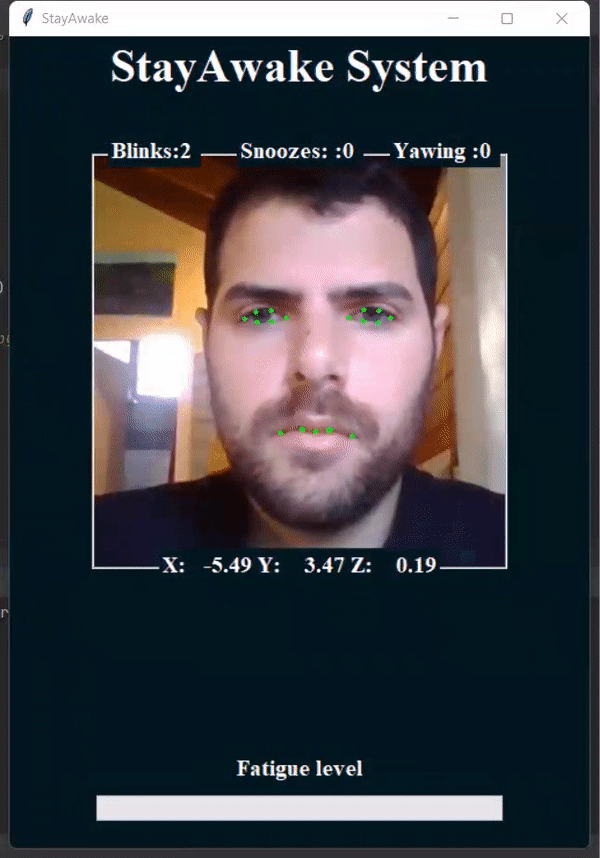 StayAwake
StayAwake System
Blinks:2 Snoozes: :0 Yawing :0
X: -5.49 Y: 3.47 Z: 0.19
Fatigue level